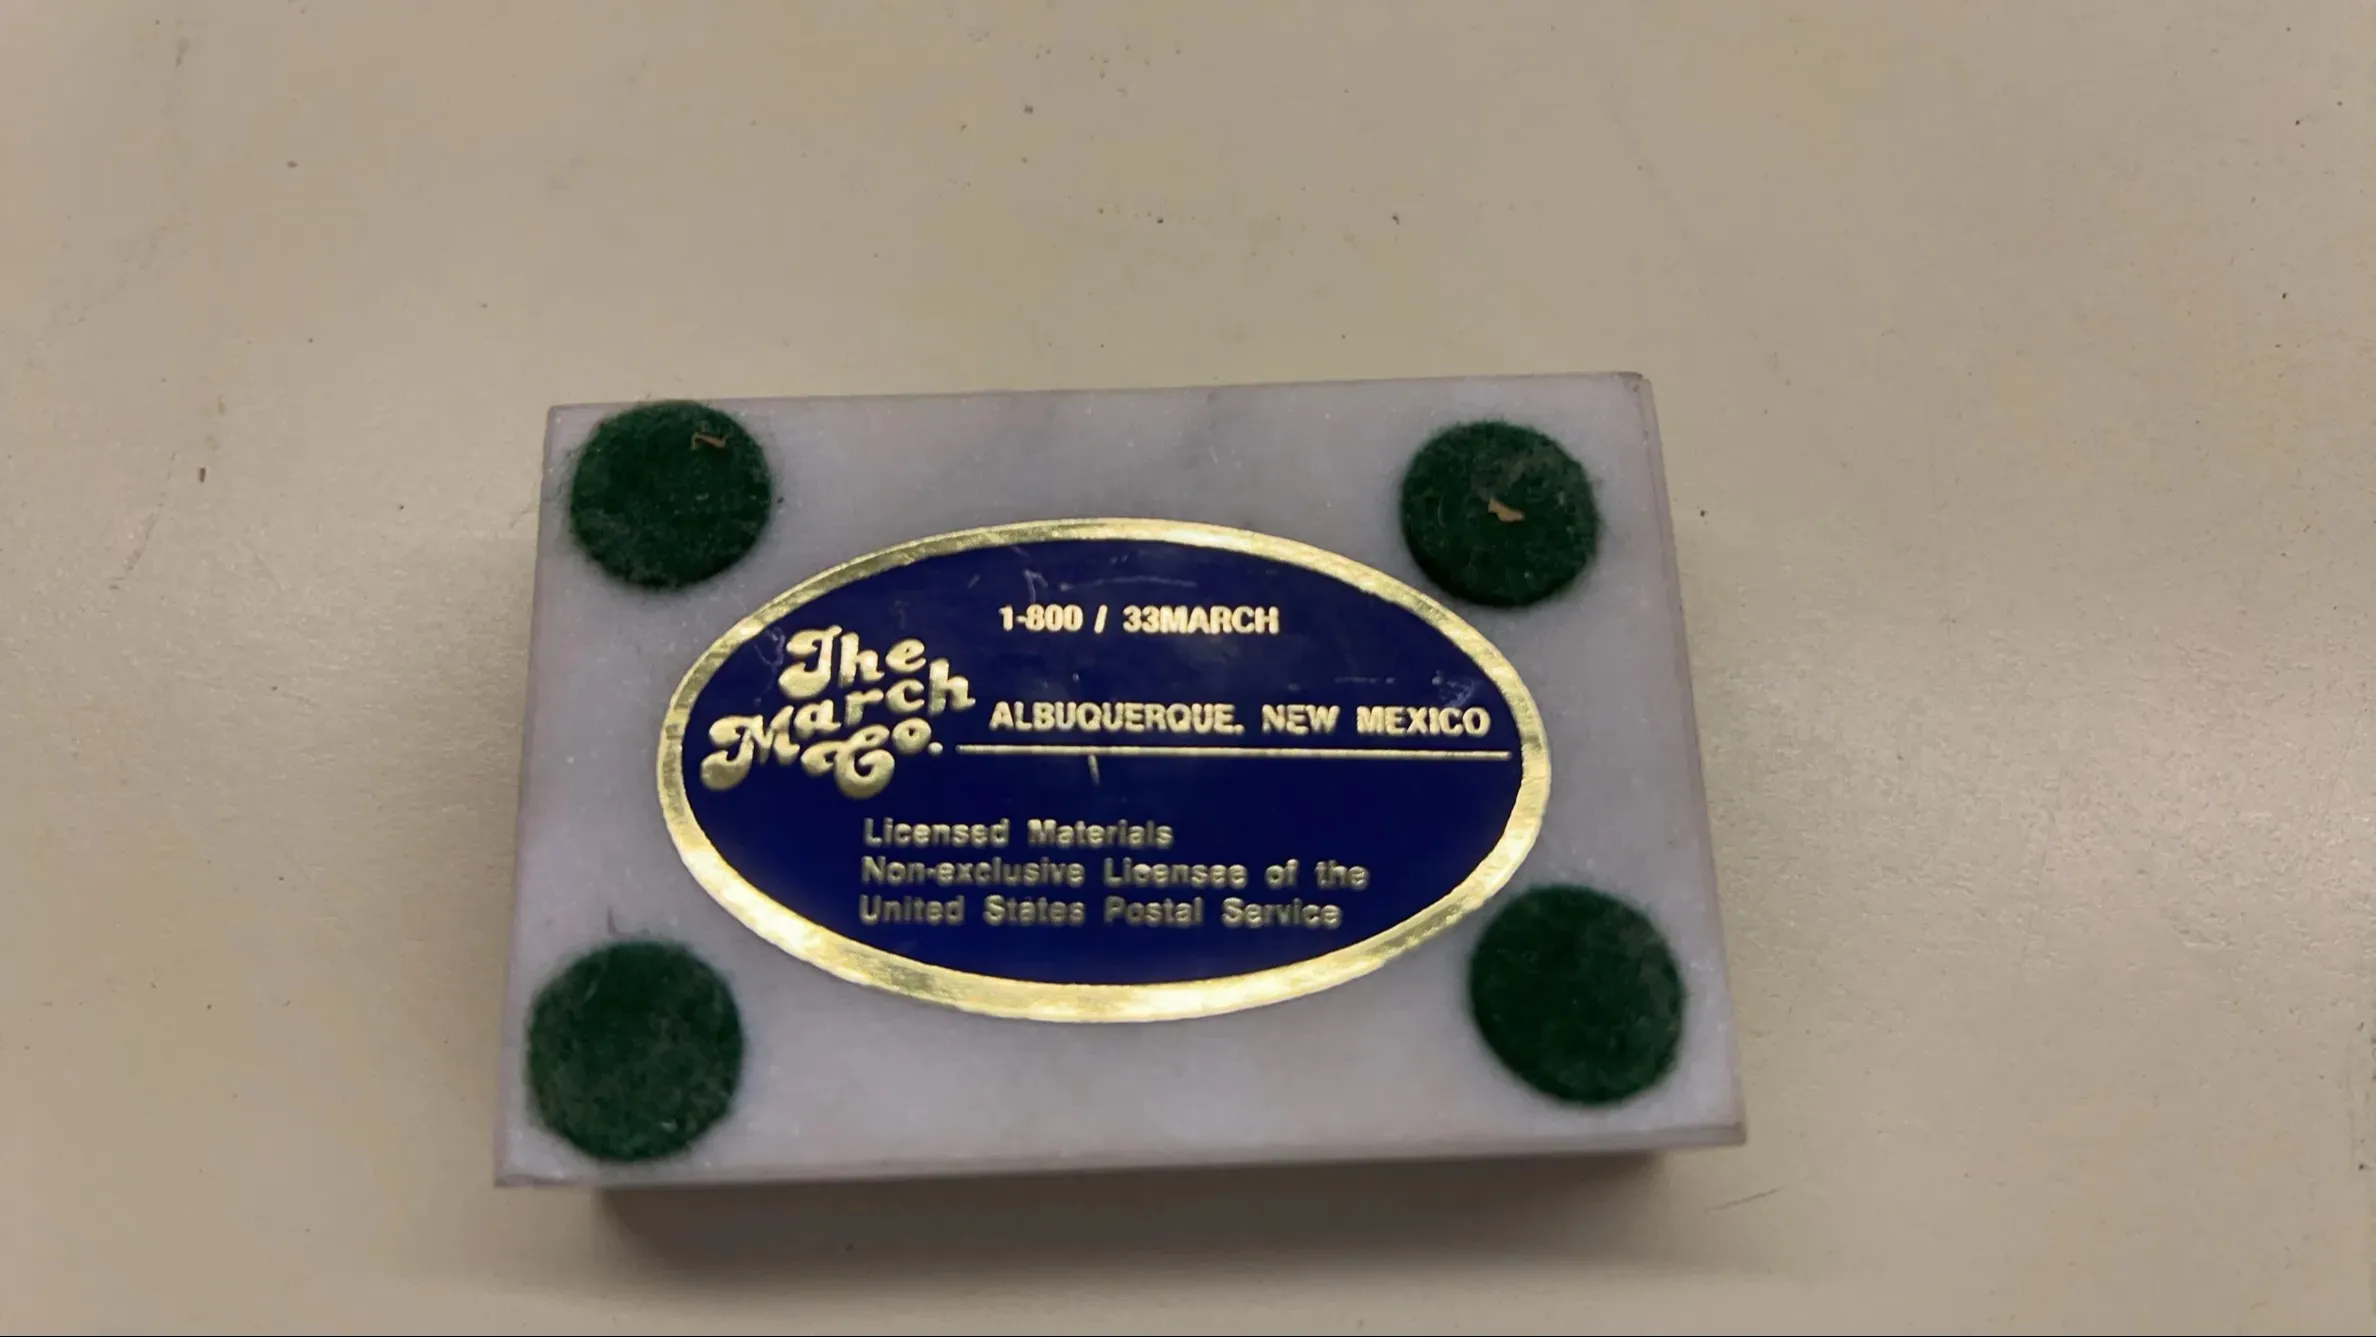 1-800 / 33MARCH
The
March
Co.
ALBUQUERQUE, NEW MEXICO
Licensed Materials
Non-exclusive Licensee of the
United States Postal Service